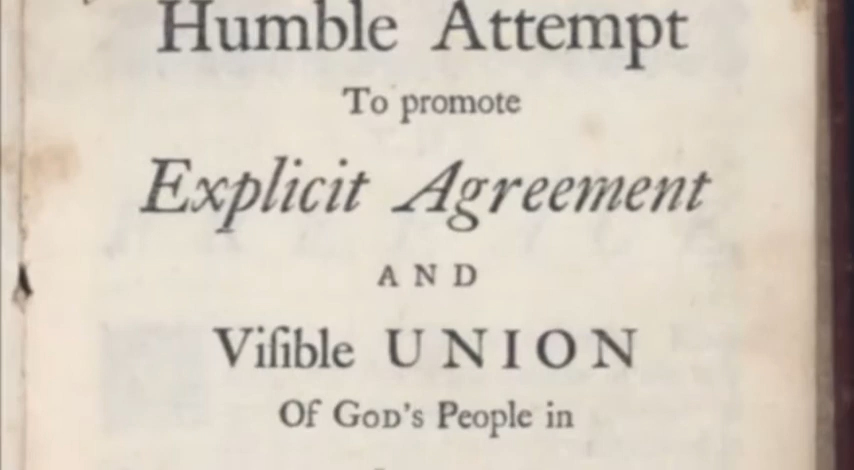 Humble Attempt
To promote
Explicit Agreement
AND
Viſible UNION
Of GOD's People in